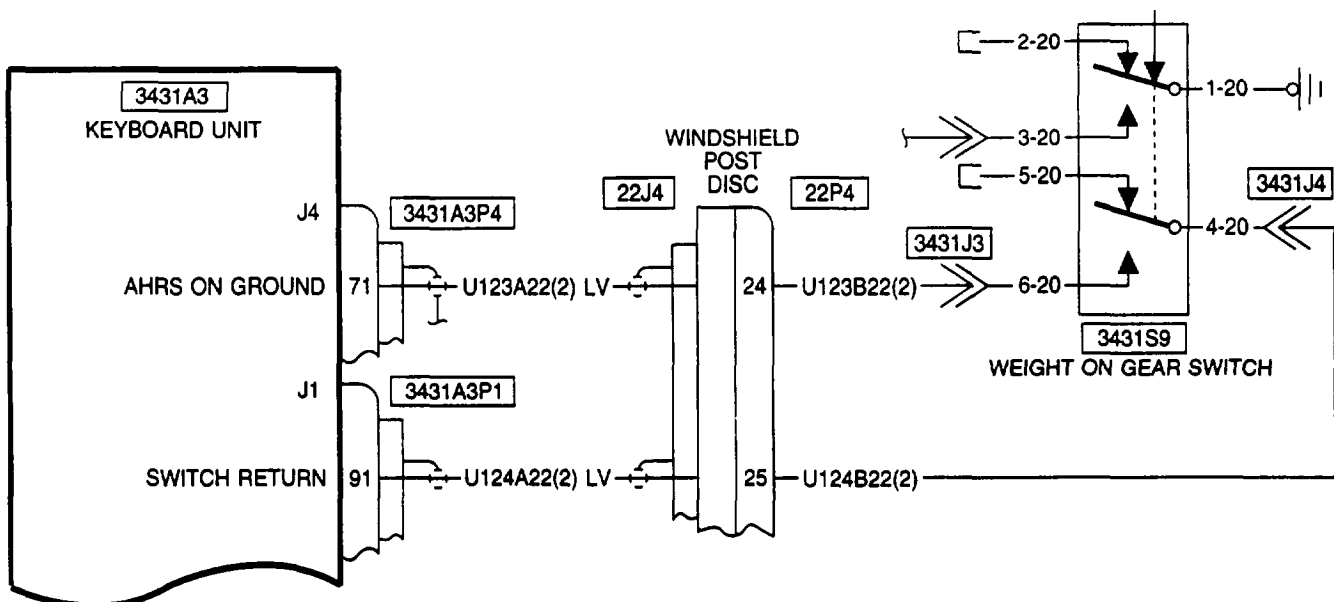 3431A3
KEYBOARD UNIT
J4
3431A3P4
AHRS ON GROUND
71
U123A22(2) LV
J1
3431A3P1
SWITCH RETURN
91
U124A22(2) LV
WINDSHIELD
POST
DISC
22J4
22P4
24
U123B22(2)
3431J3
25
U124B22(2)
2-20
1-20
3-20
5-20
3431J4
4-20
6-20
3431S9
WEIGHT ON GEAR SWITCH